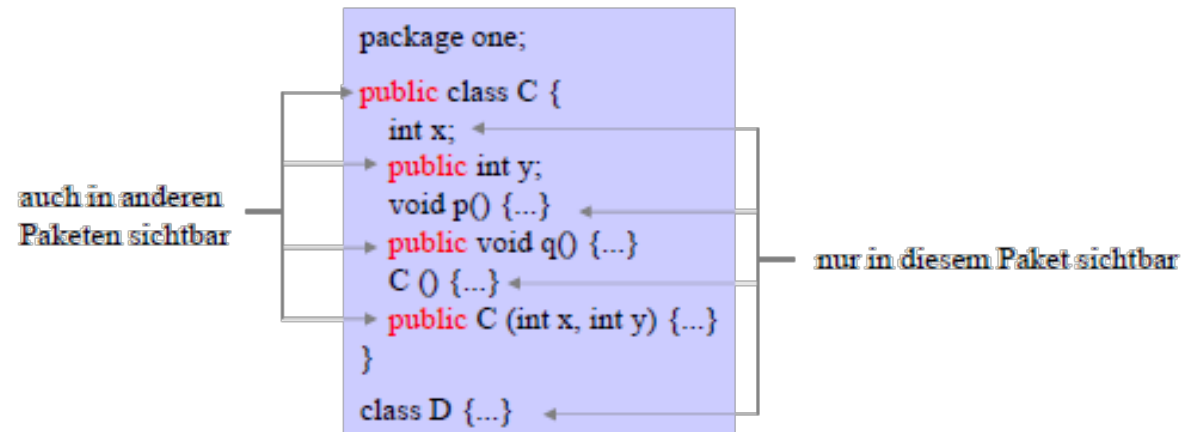 package one;
public class C {
int x;
public int y;
void p() {...}
public void q() {...}
C () {...}
public C (int x, int y) {...}
}
class D {...}
auch in anderen
Paketen sichtbar
nur in diesem Paket sichtbar